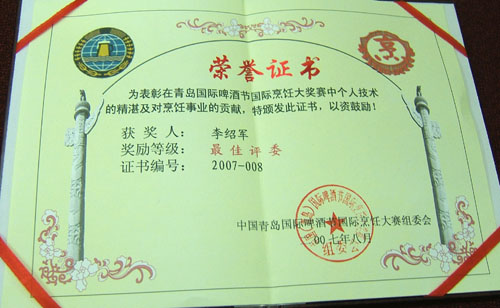 烹
荣誉证书
为表彰在青岛国际啤酒节国际烹饪大奖赛中个人技术
的精湛及对烹饪事业的贡献，特颁发此证书，以资鼓励！
获奖人： 李绍军
奖励等级： 最佳评委
证书编号： 2007-008
中国青岛国际啤酒节国际烹饪大赛组委会
00七年八月
组委会